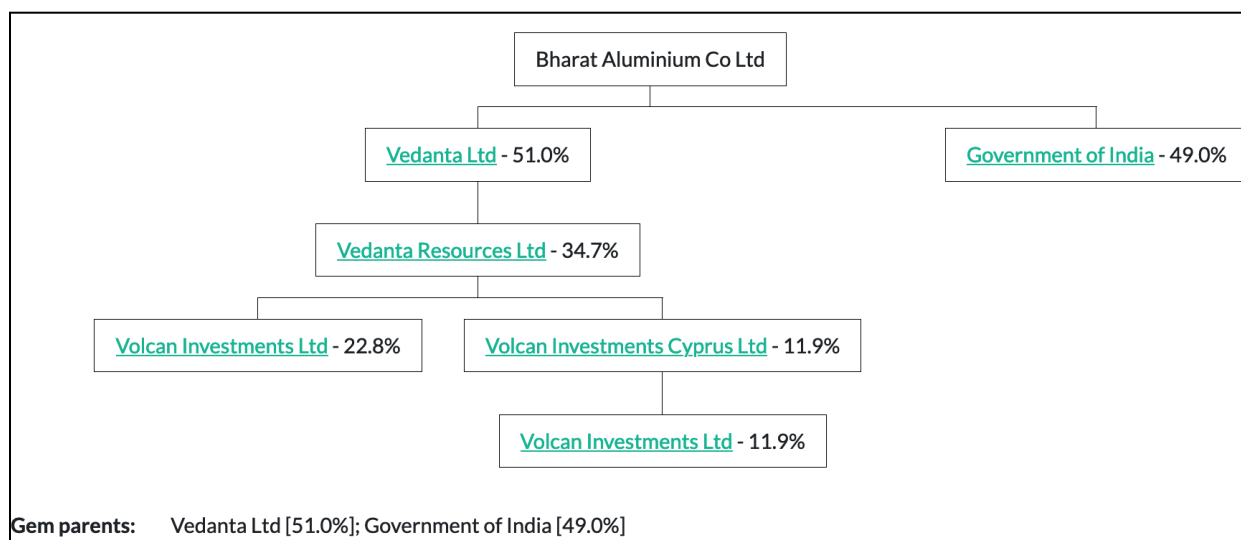 Bharat Aluminium Co Ltd
Vedanta Ltd - 51.0%
Government of India - 49.0%
Vedanta Resources Ltd - 34.7%
Volcan Investments Ltd - 22.8%
Volcan Investments Cyprus Ltd - 11.9%
Volcan Investments Ltd - 11.9%
Gem parents: Vedanta Ltd [51.0%]; Government of India [49.0%]